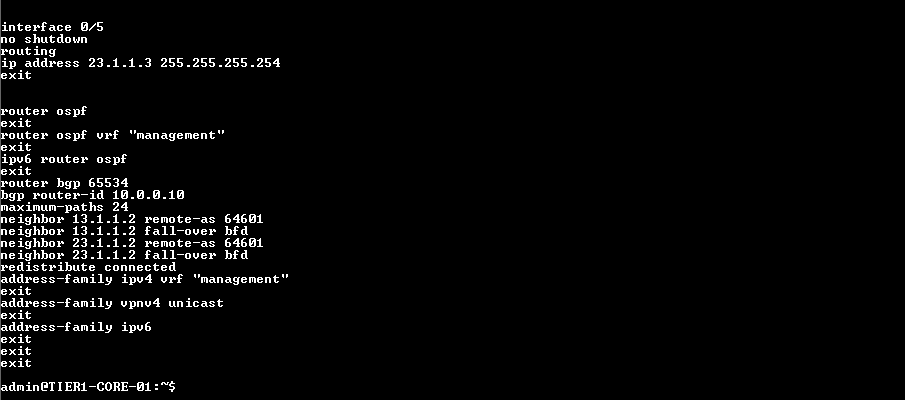 interface 0/5
no shutdown
routing
ip address 23.1.1.3 255.255.255.254
exit
router ospf
exit
router ospf vrf "management"
exit
ipv6 router ospf
exit
router bgp 65534
bgp router-id 10.0.0.10
maximum-paths 24
neighbor 13.1.1.2 remote-as 64601
neighbor 13.1.1.2 fall-over bfd
neighbor 23.1.1.2 remote-as 64601
neighbor 23.1.1.2 fall-over bfd
redistribute connected
address-family ipv4 vrf "management"
exit
address-family vpnv4 unicast
exit
address-family ipv6
exit
exit
exit
admin@TIER1-CORE-01:~$